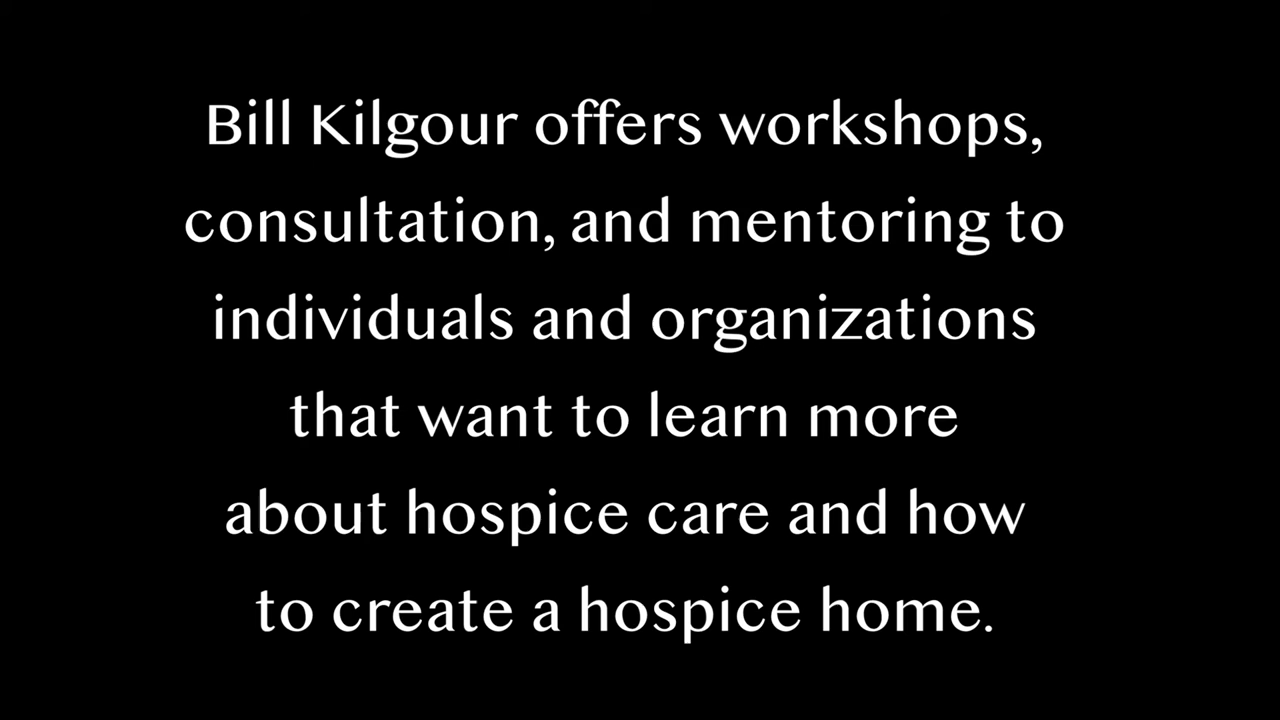 Bill Kilgour offers workshops,
consultation, and mentoring to
individuals and organizations
that want to learn more
about hospice care and how
to create a hospice home.